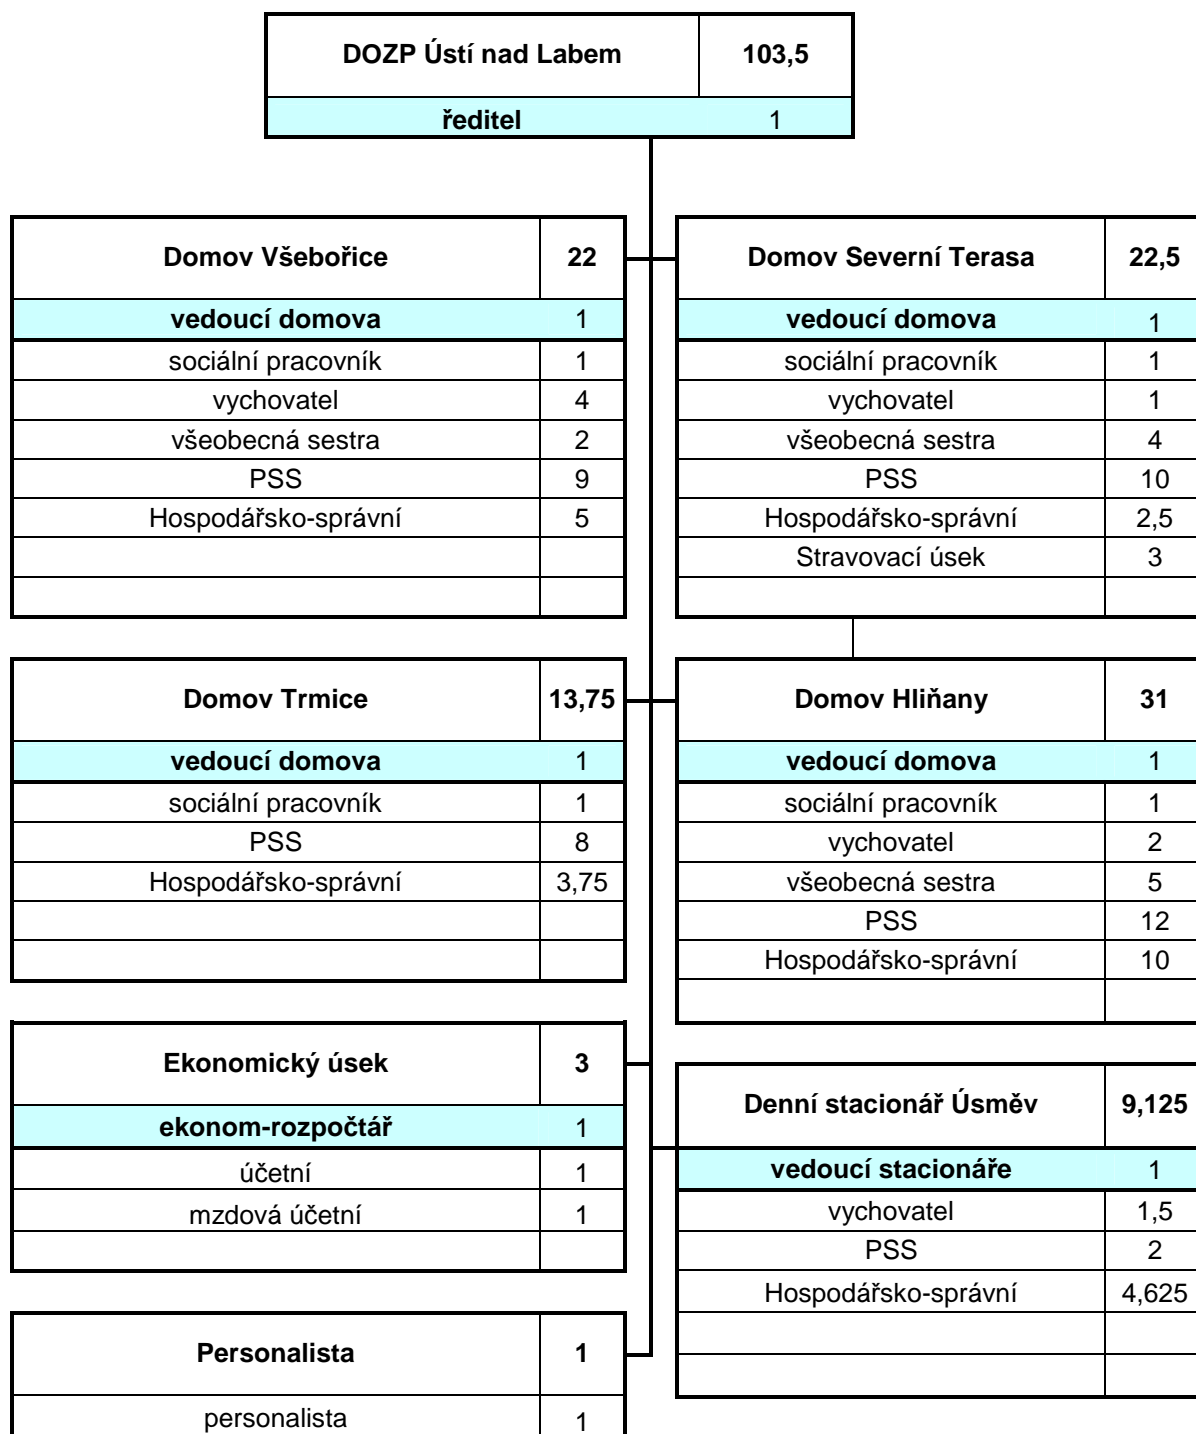 DOZP Ústí nad Labem 103,5
ředitel 1
Domov Všebořice 22
vedoucí domova 1
sociální pracovník 1
vychovatel 4
všeobecná sestra 2
PSS 9
Hospodářsko-správní 5
Domov Severní Terasa 22,5
vedoucí domova 1
sociální pracovník 1
vychovatel 1
všeobecná sestra 4
PSS 10
Hospodářsko-správní 2,5
Stravovací úsek 3
Domov Trmice 13,75
vedoucí domova 1
sociální pracovník 1
PSS 8
Hospodářsko-správní 3,75
Domov Hliňany 31
vedoucí domova 1
sociální pracovník 1
vychovatel 2
všeobecná sestra 5
PSS 12
Hospodářsko-správní 10
Ekonomický úsek 3
ekonom-rozpočtář 1
účetní 1
mzdová účetní 1
Denní stacionář Úsměv 9,125
vedoucí stacionáře 1
vychovatel 1,5
PSS 2
Hospodářsko-správní 4,625
Personalista 1
personalista 1